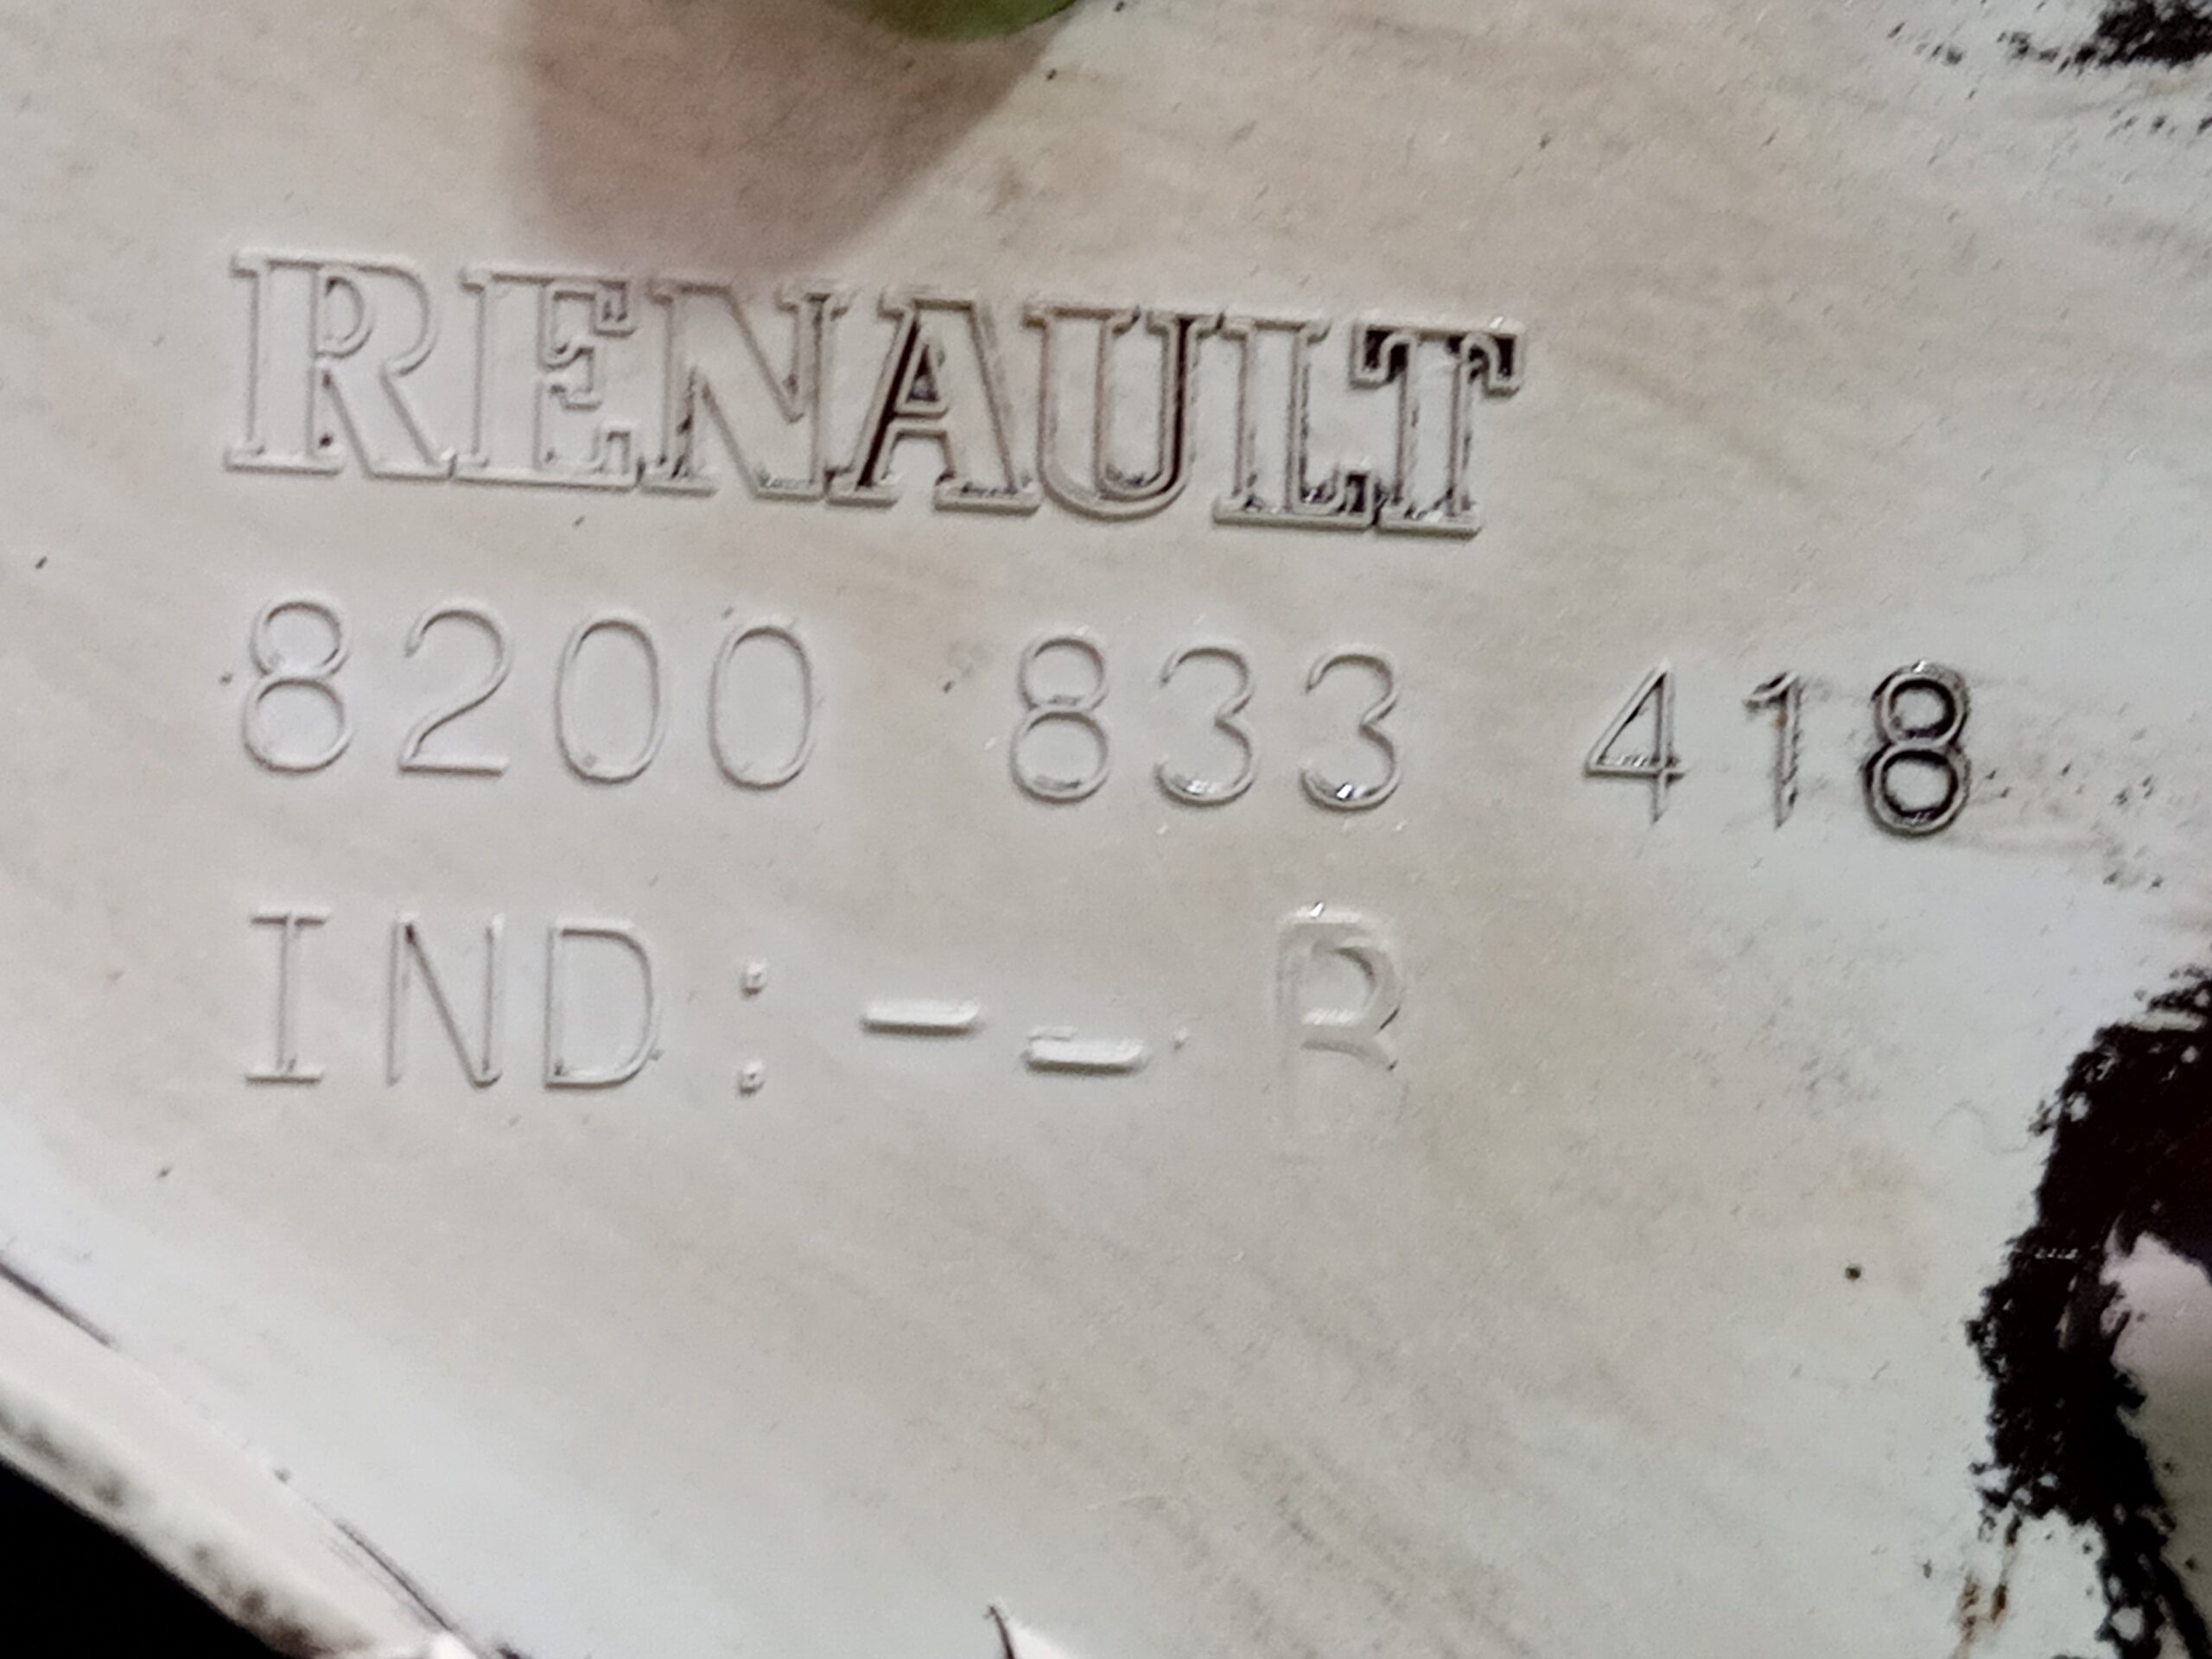 RENAULT
8200 833 418
IND:-- R